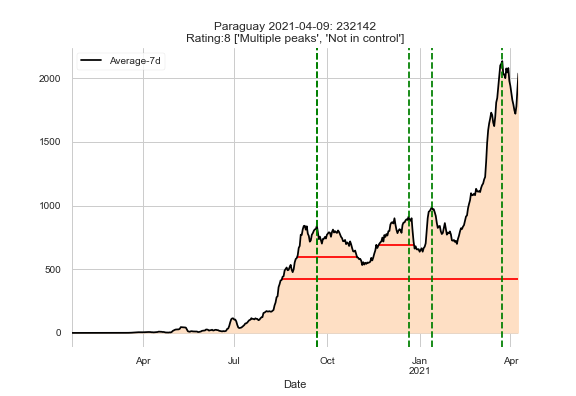 Paraguay 2021-04-09: 232142
Rating:8 ['Multiple peaks', 'Not in control']
Average-7d
2000
1500
1000
500
0
Apr
Jul
Oct
Jan
2021
Apr
Date